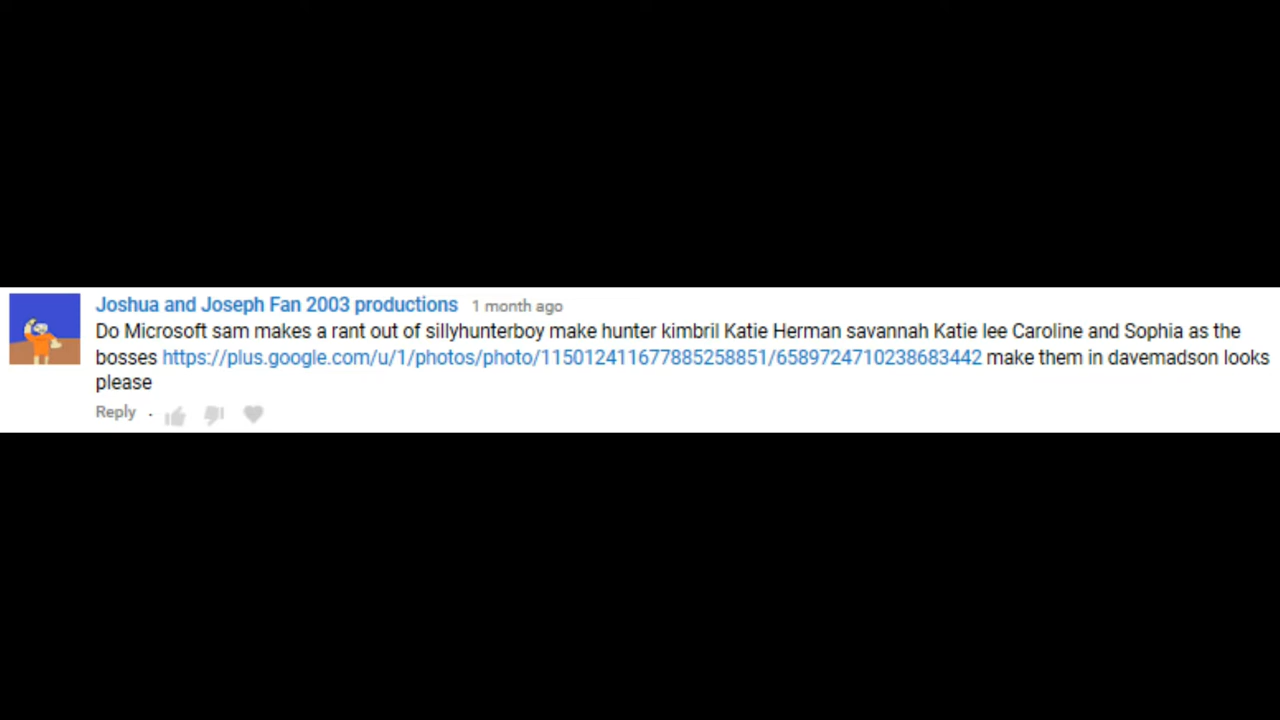 Joshua and Joseph Fan 2003 productions 1 month ago
Do Microsoft sam makes a rant out of sillyhunterboy make hunter kimbril Katie Herman savannah Katie lee Caroline and Sophia as the
bosses https://plus.google.com/u/1/photos/photo/115012411677885258851/6589724710238683442 make them in davemadson looks
please
Reply ·